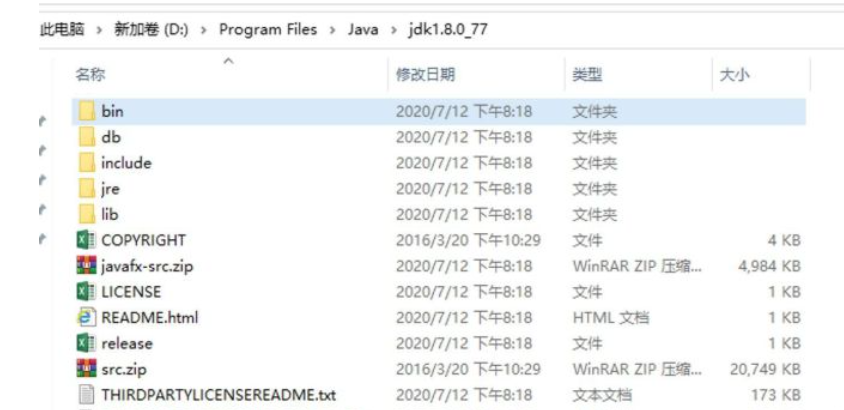 此电脑 › 新加卷 (D:) › Program Files › Java › jdk1.8.0_77
名称 修改日期 类型 大小
bin 2020/7/12 下午8:18 文件夹
db 2020/7/12 下午8:18 文件夹
include 2020/7/12 下午8:18 文件夹
jre 2020/7/12 下午8:18 文件夹
lib 2020/7/12 下午8:18 文件夹
COPYRIGHT 2016/3/20 下午10:29 文件 4 KB
javafx-src.zip 2020/7/12 下午8:18 WinRAR ZIP 压缩... 4,984 KB
LICENSE 2020/7/12 下午8:18 文件 1 KB
README.html 2020/7/12 下午8:18 HTML 文档 1 KB
release 2020/7/12 下午8:18 文件 1 KB
src.zip 2016/3/20 下午10:29 WinRAR ZIP 压缩... 20,749 KB
THIRDPARTYLICENSEREADME.txt 2020/7/12 下午8:18 文本文档 173 KB